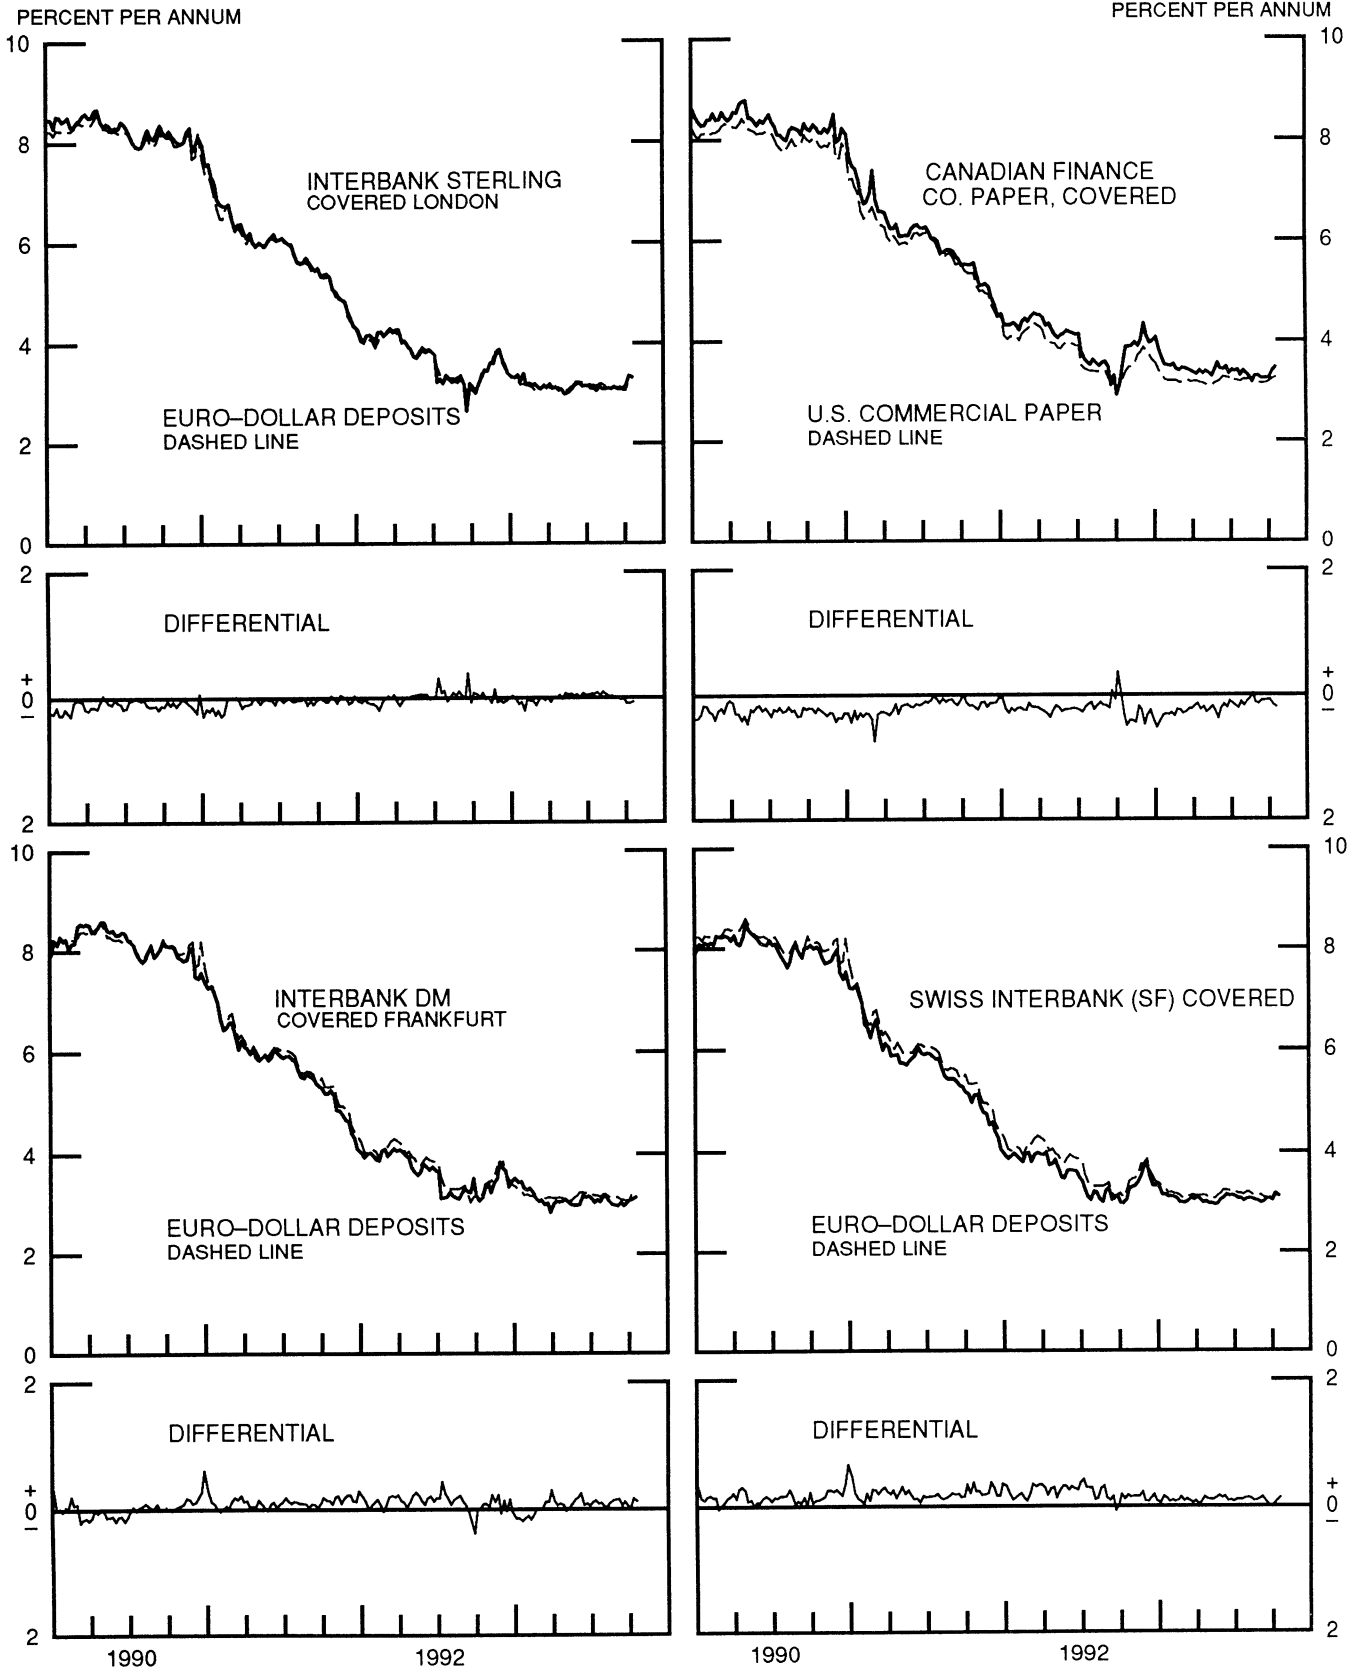 PERCENT PER ANNUM
PERCENT PER ANNUM
10
8
6
4
2
0
INTERBANK STERLING
COVERED LONDON
EURO–DOLLAR DEPOSITS
DASHED LINE
10
8
6
4
2
0
CANADIAN FINANCE
CO. PAPER, COVERED
U.S. COMMERCIAL PAPER
DASHED LINE
2
+
0
–
2
DIFFERENTIAL
2
+
0
–
2
DIFFERENTIAL
10
8
6
4
2
0
INTERBANK DM
COVERED FRANKFURT
EURO–DOLLAR DEPOSITS
DASHED LINE
10
8
6
4
2
0
SWISS INTERBANK (SF) COVERED
EURO–DOLLAR DEPOSITS
DASHED LINE
2
+
0
–
2
DIFFERENTIAL
1990 1992
2
+
0
–
2
DIFFERENTIAL
1990 1992